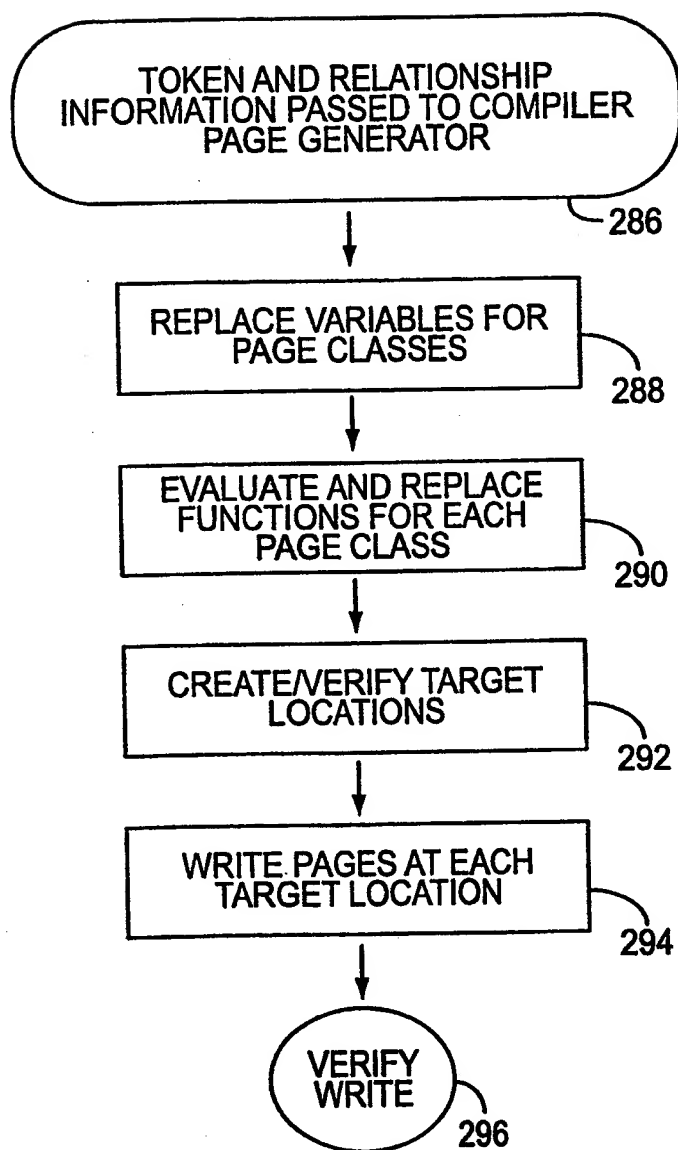 TOKEN AND RELATIONSHIP
INFORMATION PASSED TO COMPILER
PAGE GENERATOR
286
REPLACE VARIABLES FOR
PAGE CLASSES
288
EVALUATE AND REPLACE
FUNCTIONS FOR EACH
PAGE CLASS
290
CREATE/VERIFY TARGET
LOCATIONS
292
WRITE PAGES AT EACH
TARGET LOCATION
294
VERIFY
WRITE
296